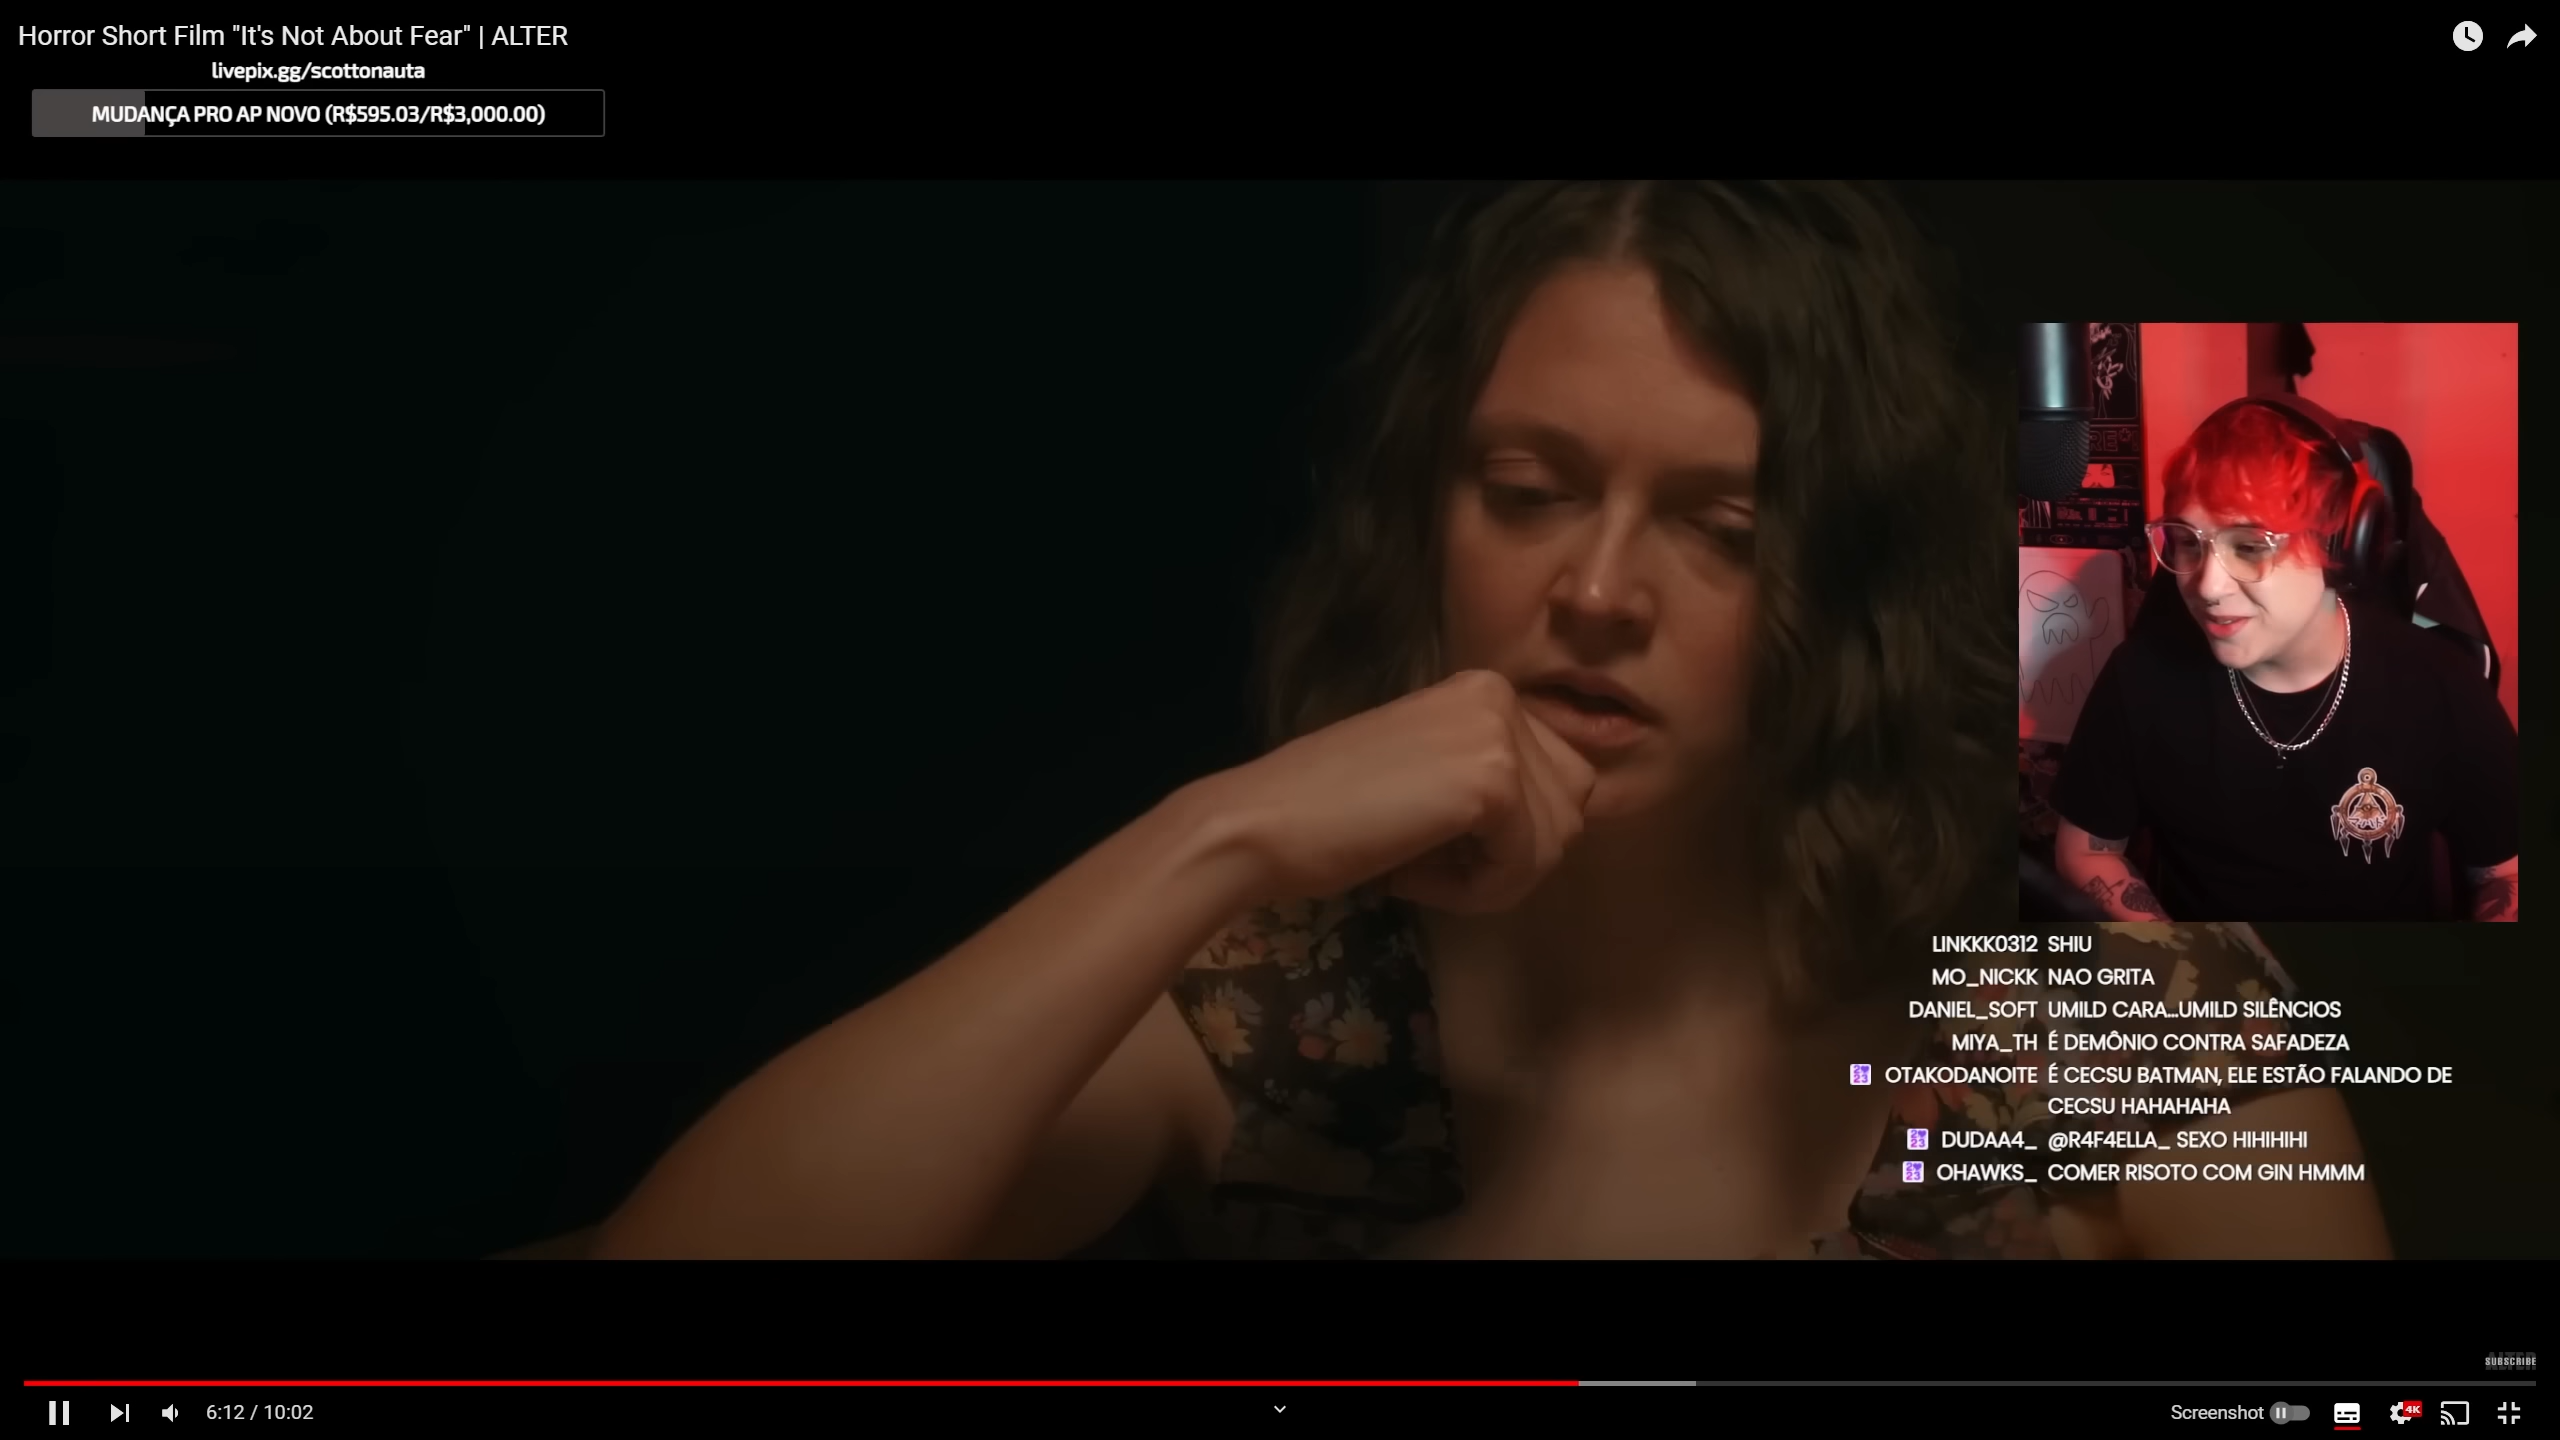 Horror Short Film "It's Not About Fear" | ALTER
livepix.gg/scottonauta
MUDANÇA PRO AP NOVO (R$595.03/R$3,000.00)
LINKKK0312 SHIU
MO_NICKK NAO GRITA
DANIEL_SOFT UMILD CARA...UMILD SILÊNCIOS
MIYA_TH É DEMÔNIO CONTRA SAFADEZA
OTAKODANOITE É CECSU BATMAN, ELE ESTÃO FALANDO DE
CECSU HAHAHAHA
DUDAA4_ @R4F4ELLA_ SEXO HIHIHIHI
OHAWKS_ COMER RISOTO COM GIN HMMM
SUBSCRIBE
6:12 / 10:02
Screenshot
4K